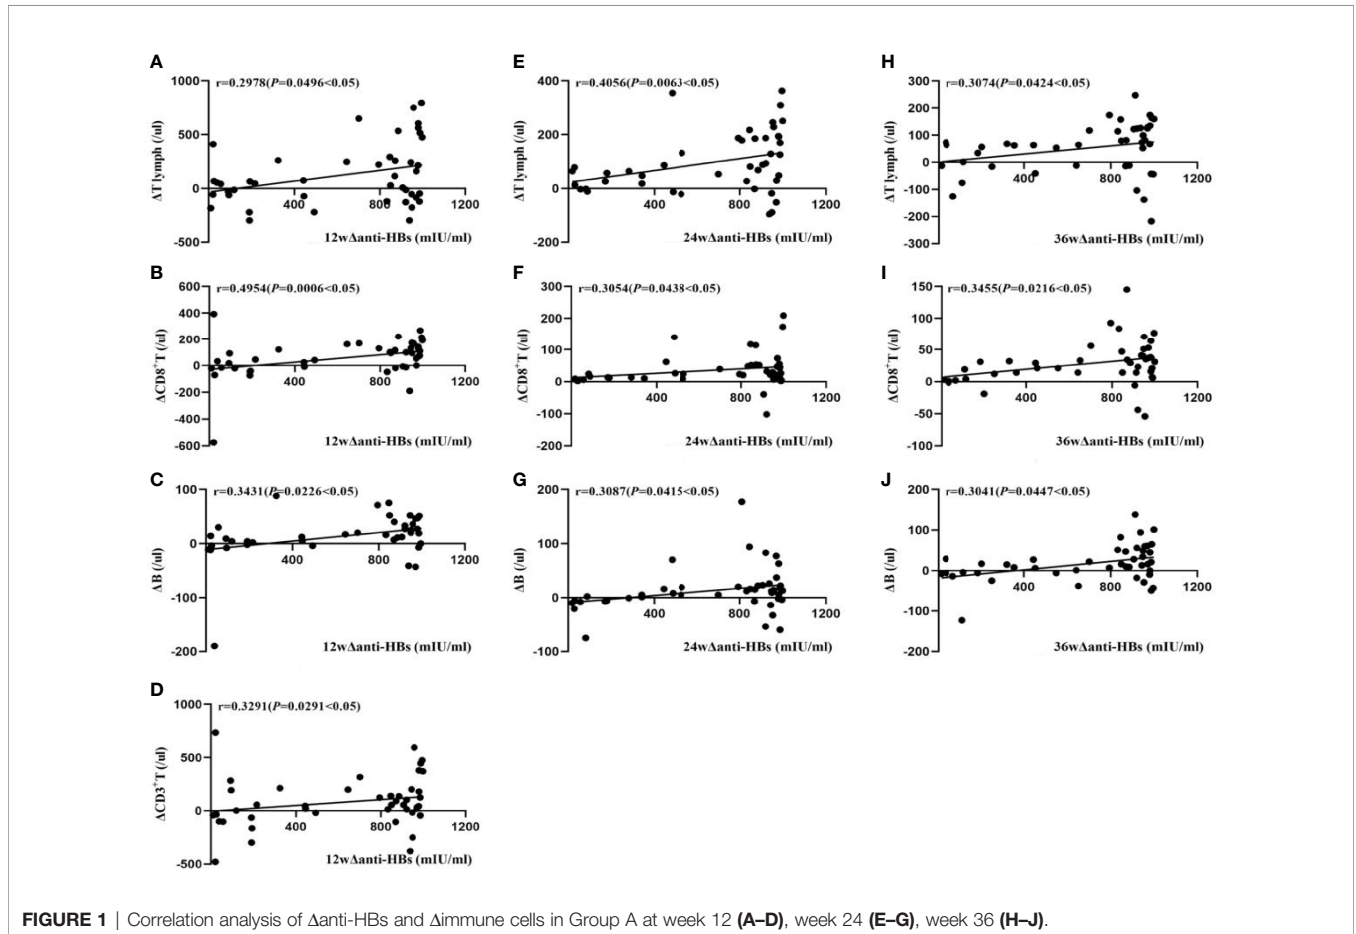 A
r=0.2978(P=0.0496<0.05)
1000
500
0
-500
400
800
1200
ΔT lymph (/ul)
12wΔanti-HBs (mIU/ml)
E
r=0.4056(P=0.0063<0.05)
400
200
0
-200
400
800
1200
ΔT lymph (/ul)
24wΔanti-HBs (mIU/ml)
H
r=0.3074(P=0.0424<0.05)
300
200
100
0
-100
-200
-300
400
800
1200
ΔT lymph (/ul)
36wΔanti-HBs (mIU/ml)
B
r=0.4954(P=0.0006<0.05)
600
400
200
0
-200
-400
-600
400
800
1200
ΔCD8+T (/ul)
12wΔanti-HBs (mIU/ml)
F
r=0.3054(P=0.0438<0.05)
300
200
100
0
-100
-200
400
800
1200
ΔCD8+T (/ul)
24wΔanti-HBs (mIU/ml)
I
r=0.3455(P=0.0216<0.05)
150
100
50
0
-50
-100
400
800
1200
ΔCD8+T (/ul)
36wΔanti-HBs (mIU/ml)
C
r=0.3431(P=0.0226<0.05)
100
0
-100
-200
400
800
1200
ΔB (/ul)
12wΔanti-HBs (mIU/ml)
G
r=0.3087(P=0.0415<0.05)
200
100
0
-100
400
800
1200
ΔB (/ul)
24wΔanti-HBs (mIU/ml)
J
r=0.3041(P=0.0447<0.05)
200
100
0
-100
-200
400
800
1200
ΔB (/ul)
36wΔanti-HBs (mIU/ml)
D
r=0.3291(P=0.0291<0.05)
1000
500
0
-500
400
800
1200
ΔCD3+T (/ul)
12wΔanti-HBs (mIU/ml)
FIGURE 1 | Correlation analysis of Δanti-HBs and Δimmune cells in Group A at week 12 (A–D), week 24 (E–G), week 36 (H–J).